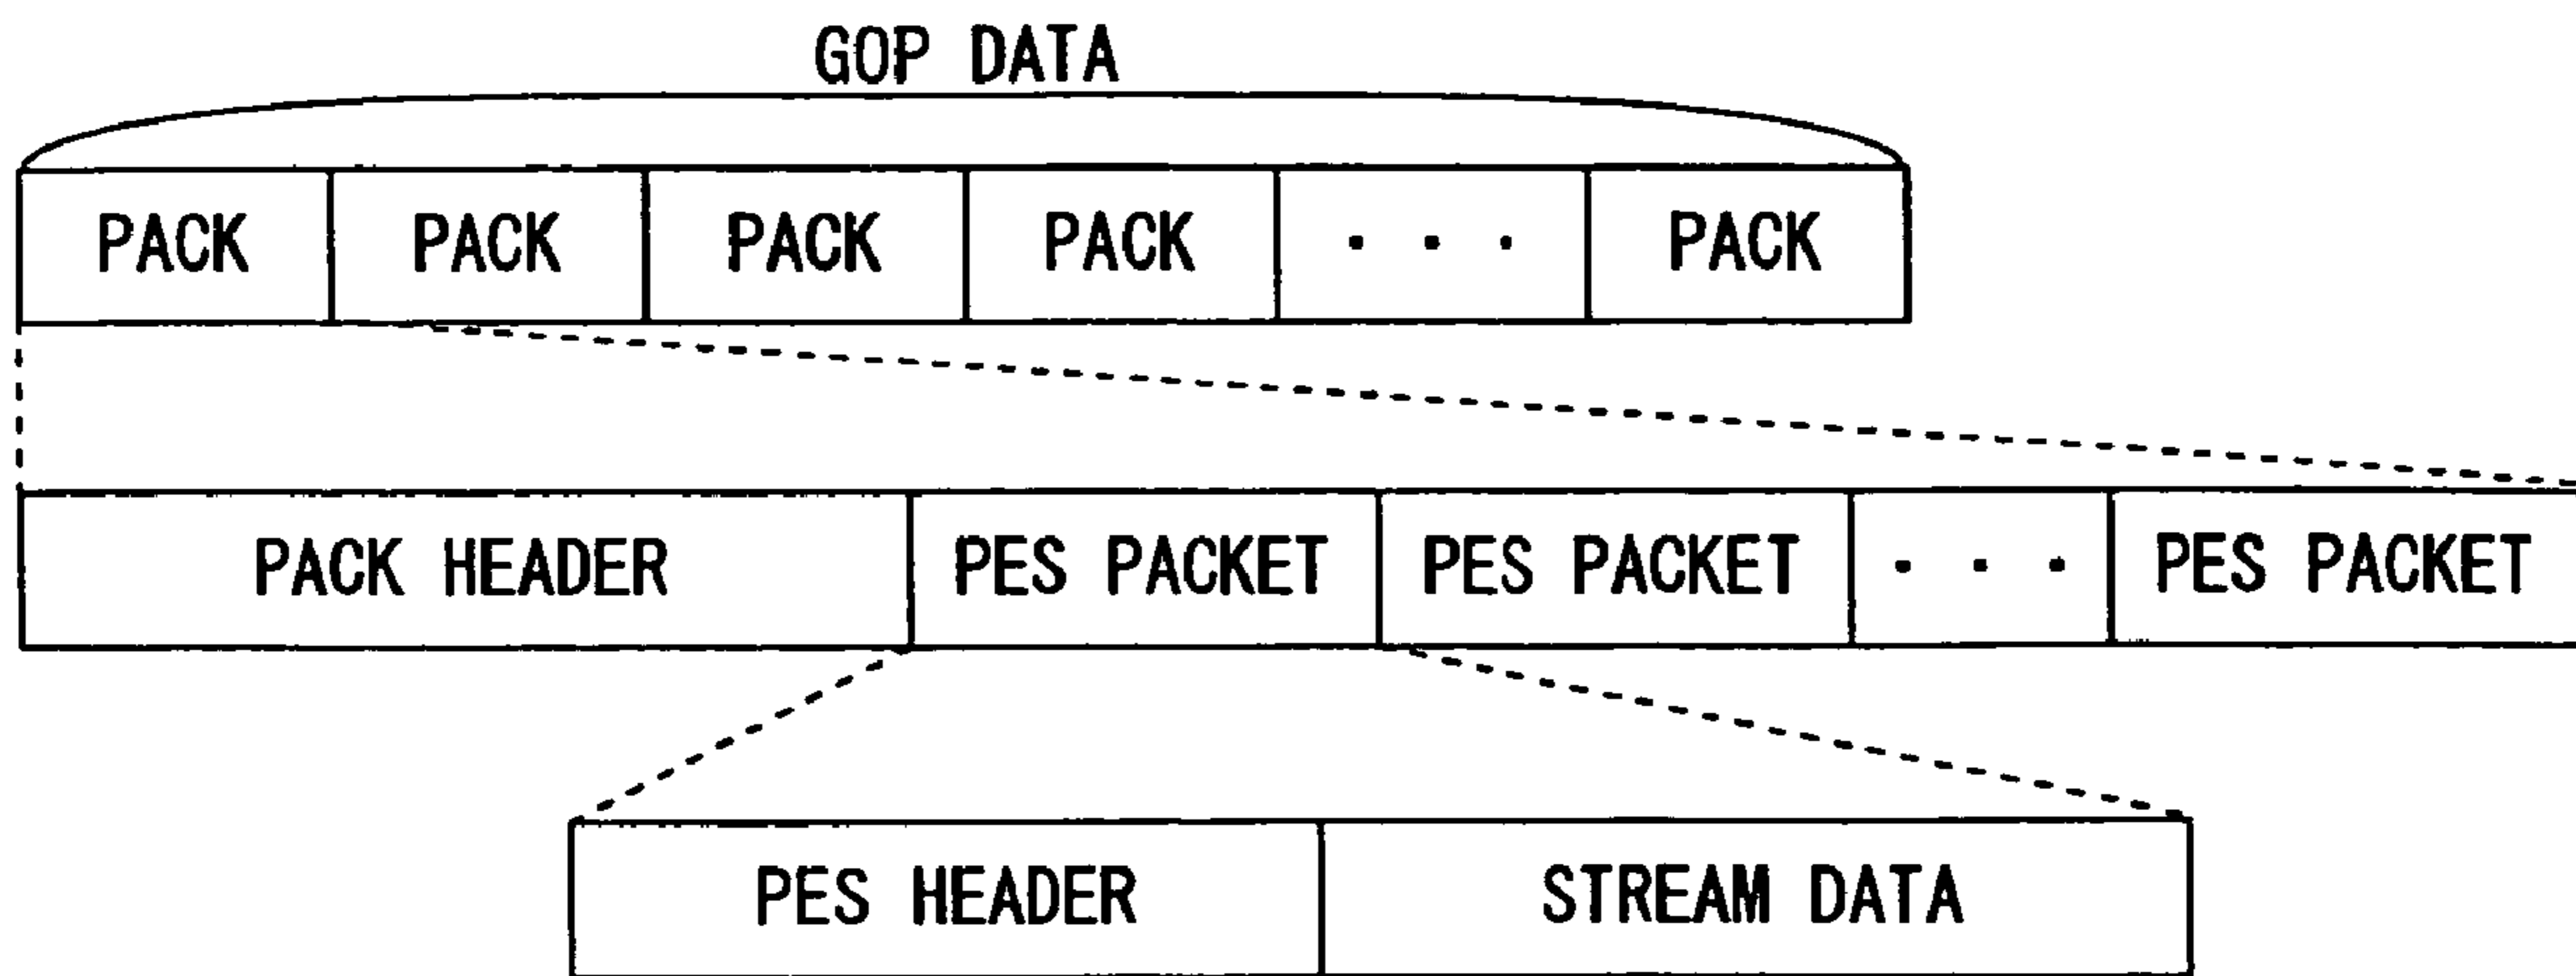 GOP DATA
PACK PACK PACK PACK · · · PACK
PACK HEADER PES PACKET PES PACKET · · · PES PACKET
PES HEADER STREAM DATA